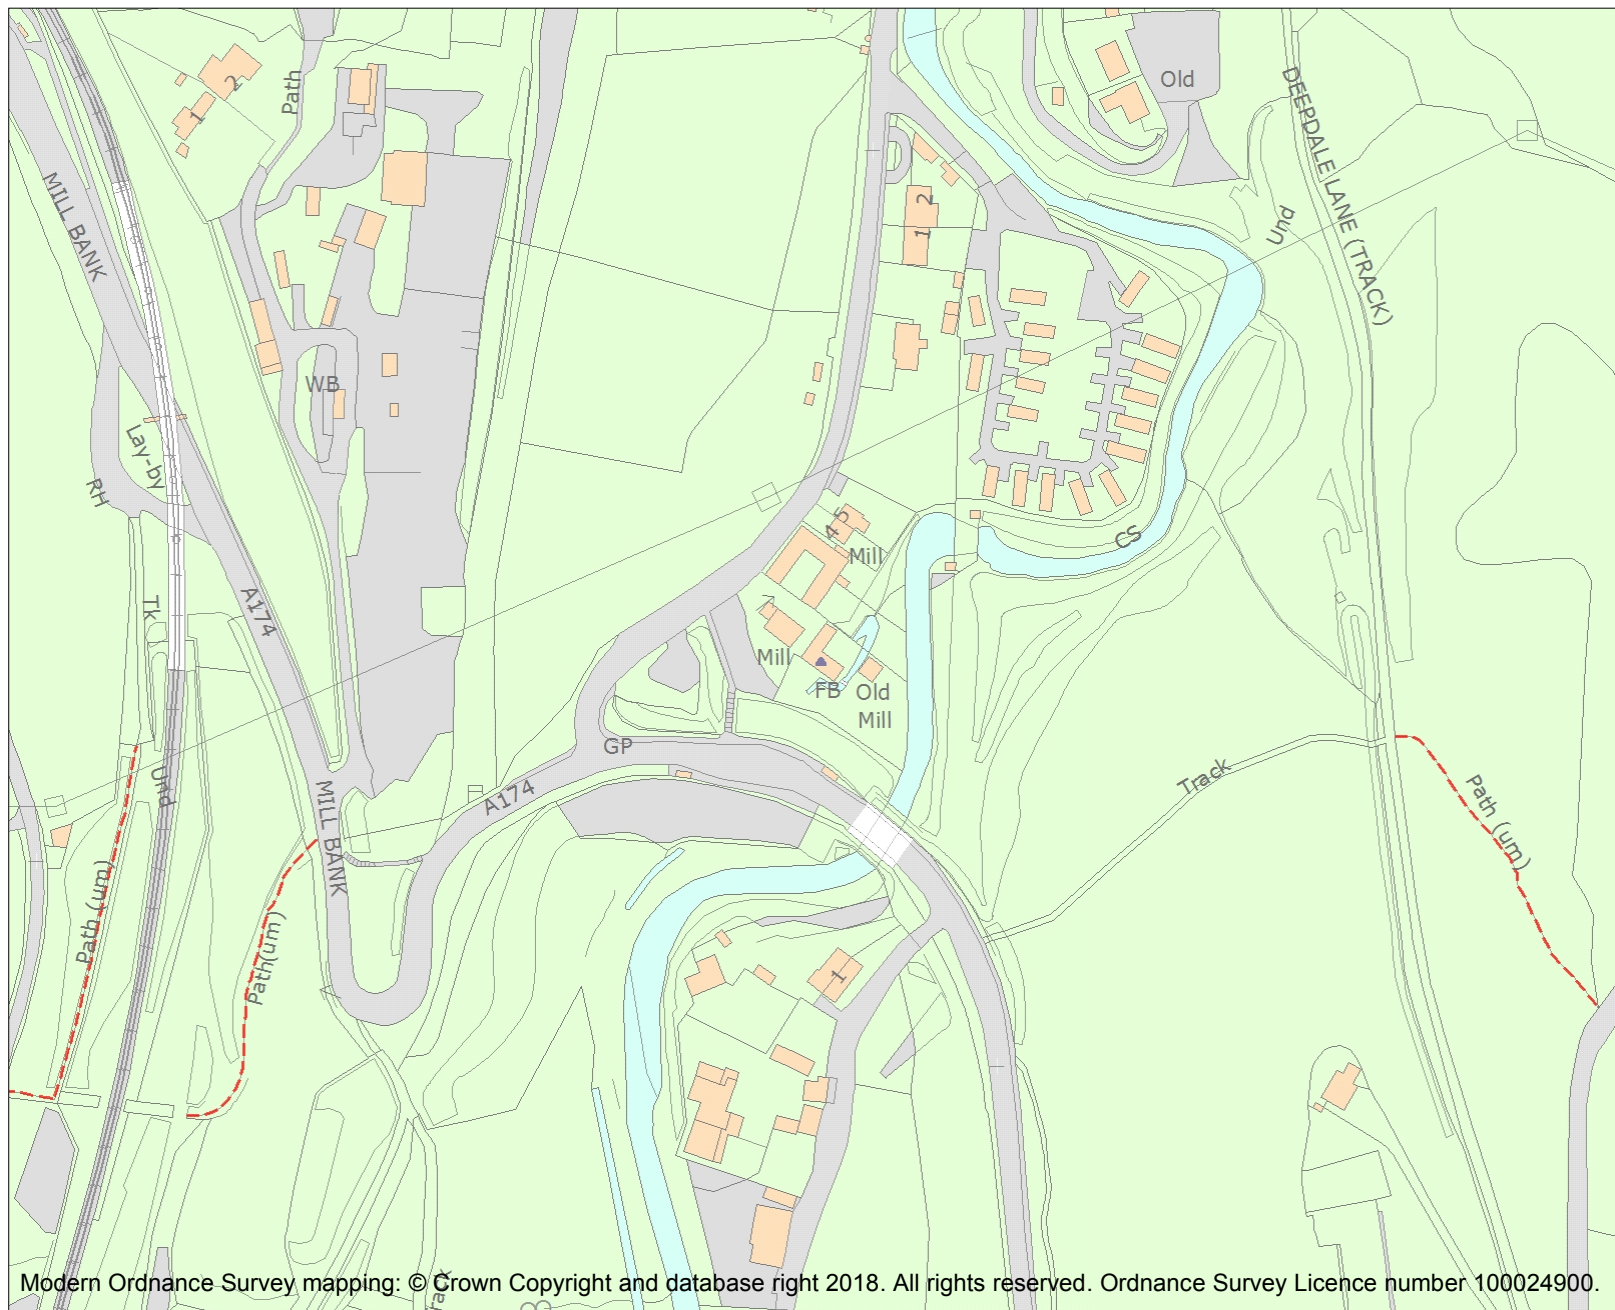 Old
2
Path
1
DEEPDALE LANE (TRACK)
MILL BANK
2
1
Und
WB
Lay-by
RH
4 5
Mill
CS
Tk
A174
Mill
FB
Old
Mill
GP
Und
Track
A174
MILL BANK
Path (um)
Path (um)
Path(um)
1
Modern Ordnance Survey mapping: © Crown Copyright and database right 2018. All rights reserved. Ordnance Survey Licence number 100024900.